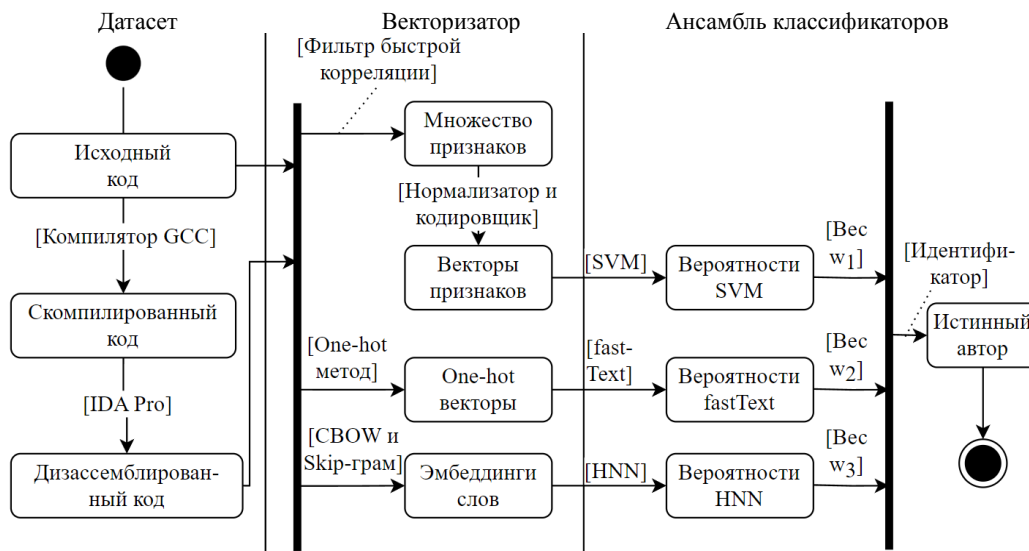 Датасет
Векторизатор
Ансамбль классификаторов
[Фильтр быстрой
корреляции]
Множество
признаков
Исходный
код
[Нормализатор и
кодировщик]
[Компилятор GCC]
[Вес
w1]
[Идентифи-
катор]
Векторы
признаков
[SVM]
Вероятности
SVM
Скомпилированный
код
Истинный
автор
[One-hot
метод]
[fast-
Text]
[Вес
w2]
One-hot
векторы
Вероятности
fastText
[IDA Pro]
[CBOW и
Skip-грам]
[Вес
w3]
Дизассемблирован-
ный код
Эмбеддинги
слов
[HNN]
Вероятности
HNN